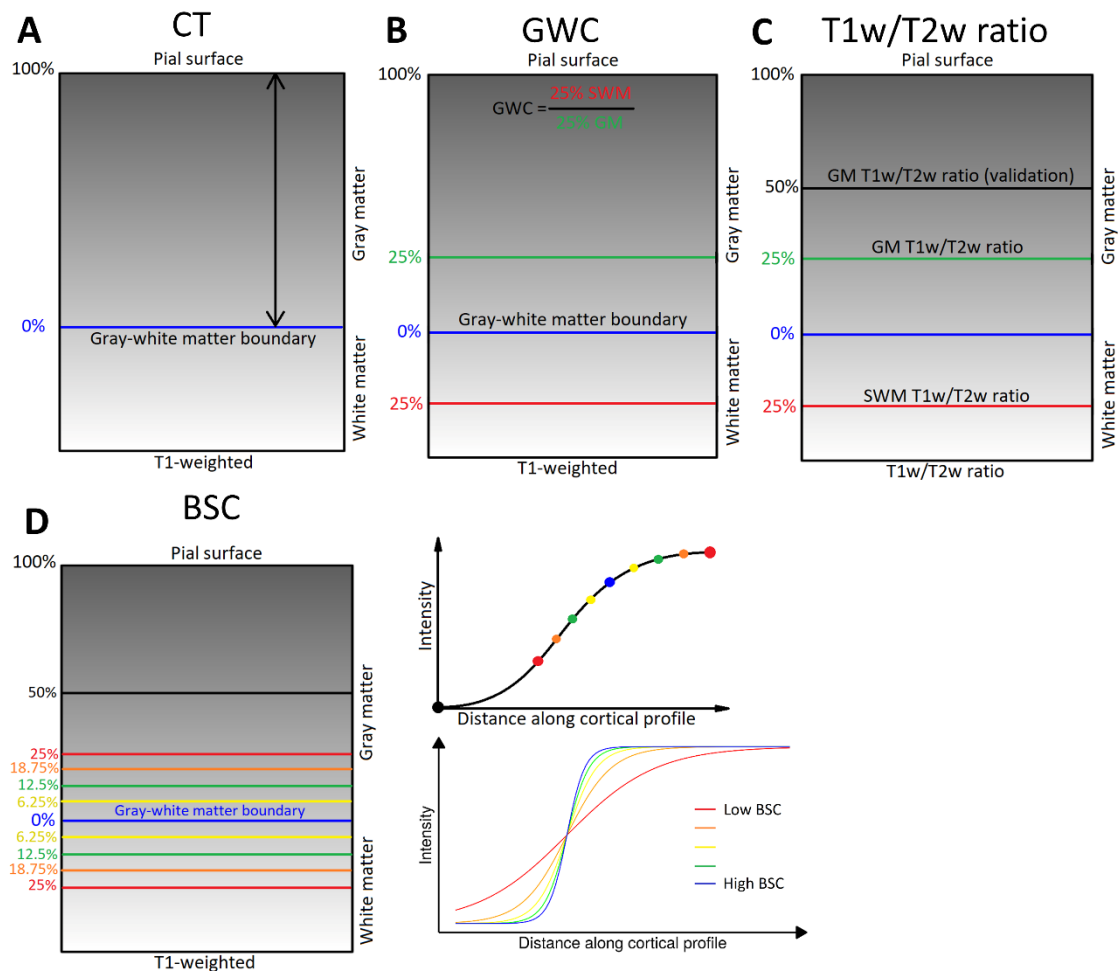 A
CT
Pial surface
100%
0%
Gray-white matter boundary
Gray matter
White matter
T1-weighted
B
GWC
Pial surface
100%
GWC = 25% SWM
25% GM
25%
0%
Gray-white matter boundary
25%
Gray matter
White matter
T1-weighted
C
T1w/T2w ratio
Pial surface
100%
GM T1w/T2w ratio (validation)
50%
GM T1w/T2w ratio
25%
0%
SWM T1w/T2w ratio
25%
Gray matter
White matter
T1w/T2w ratio
D
BSC
Pial surface
100%
50%
25%
18.75%
12.5%
6.25%
Gray-white matter boundary
0%
6.25%
12.5%
18.75%
25%
Gray matter
White matter
T1-weighted
Intensity
Distance along cortical profile
Intensity
Low BSC
High BSC
Distance along cortical profile